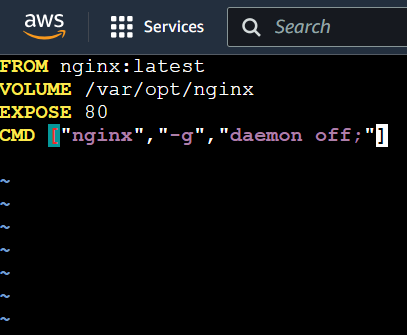 aws
Services
Search
FROM nginx:latest
VOLUME /var/opt/nginx
EXPOSE 80
CMD ["nginx","-g","daemon off;"]
~
~
~
~
~
~
~